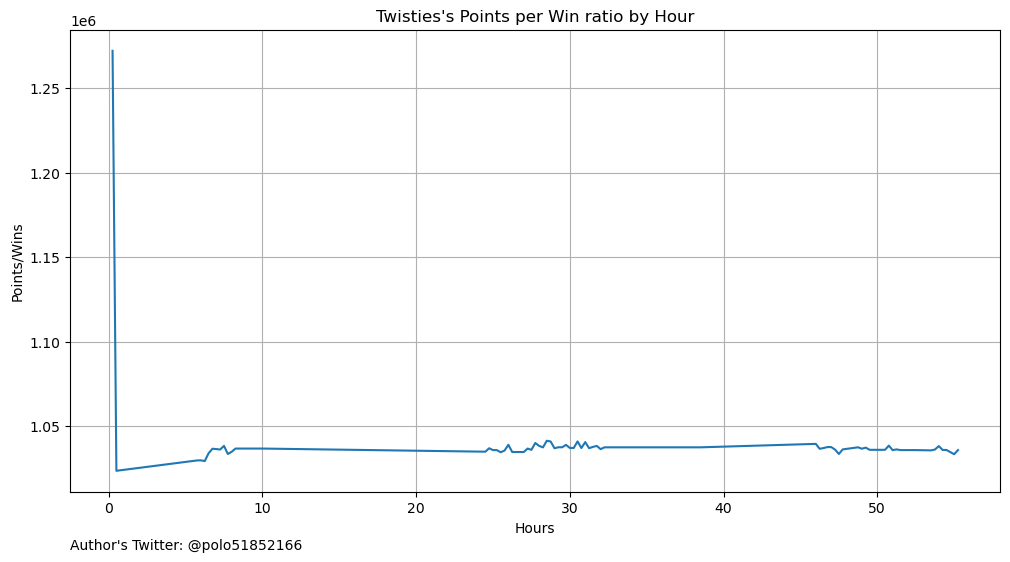 Twisties's Points per Win ratio by Hour
1e6
1.25
1.20
1.15
1.10
1.05
Points/Wins
0 10 20 30 40 50
Hours
Author's Twitter: @polo51852166